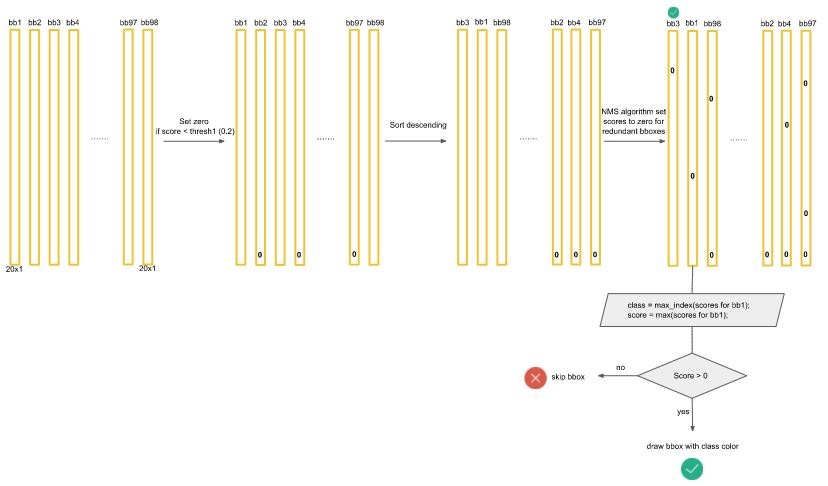 bb1 bb2 bb3 bb4 bb97 bb98
bb1 bb2 bb3 bb4 bb97 bb98
bb3 bb1 bb98 bb2 bb4 bb97
bb3 bb1 bb98 bb2 bb4 bb97
20x1 20x1
.......
Set zero
if score < thresh1 (0.2)
0 0 0
.......
Sort descending
.......
0 0 0
NMS algorithm set
scores to zero for
redundant bboxes
0
0
0
0
.......
0
0
0
0 0 0 0
class = max_index(scores for bb1);
score = max(scores for bb1);
Score > 0
no
skip bbox
yes
draw bbox with class color